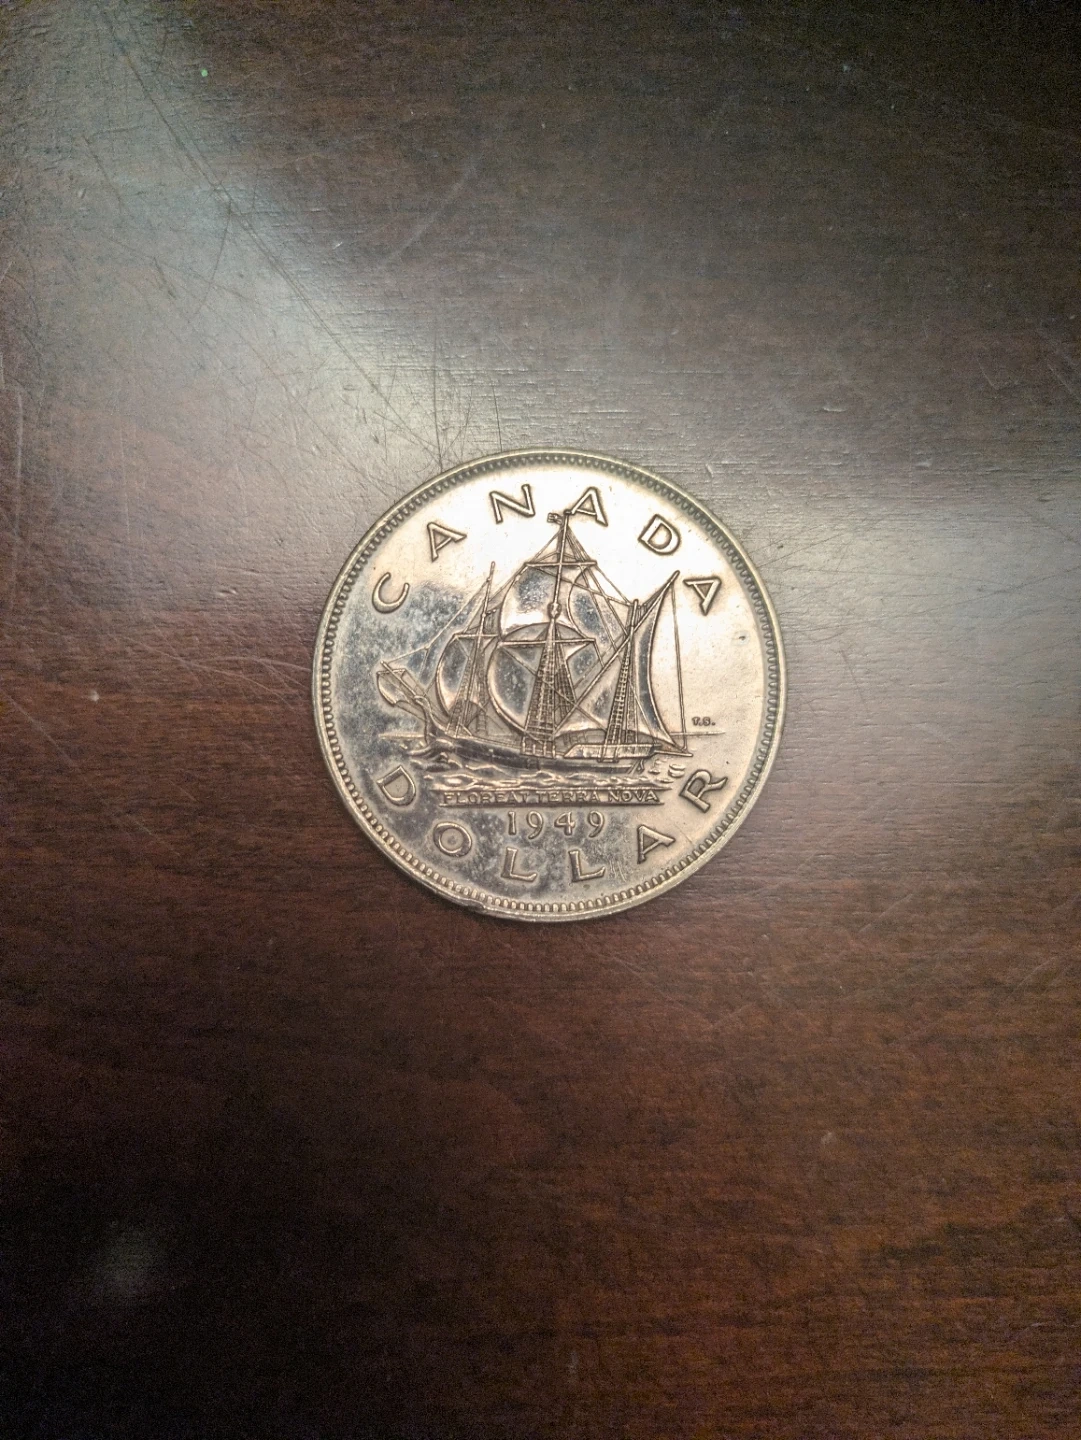 CANADA
T.S.
FLOREAT TERRA NOVA
1949
DOLLAR